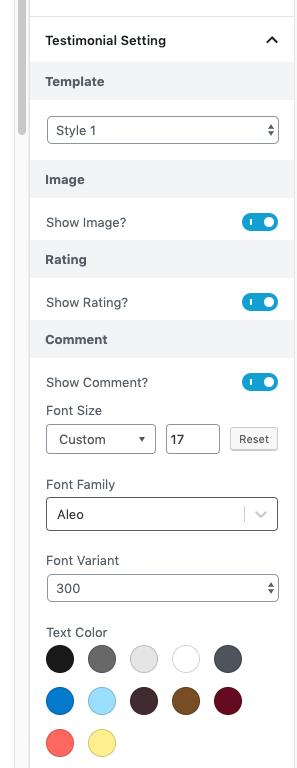 Testimonial Setting
Template
Style 1
Image
Show Image?
Rating
Show Rating?
Comment
Show Comment?
Font Size
Custom 17 Reset
Font Family
Aleo
Font Variant
300
Text Color